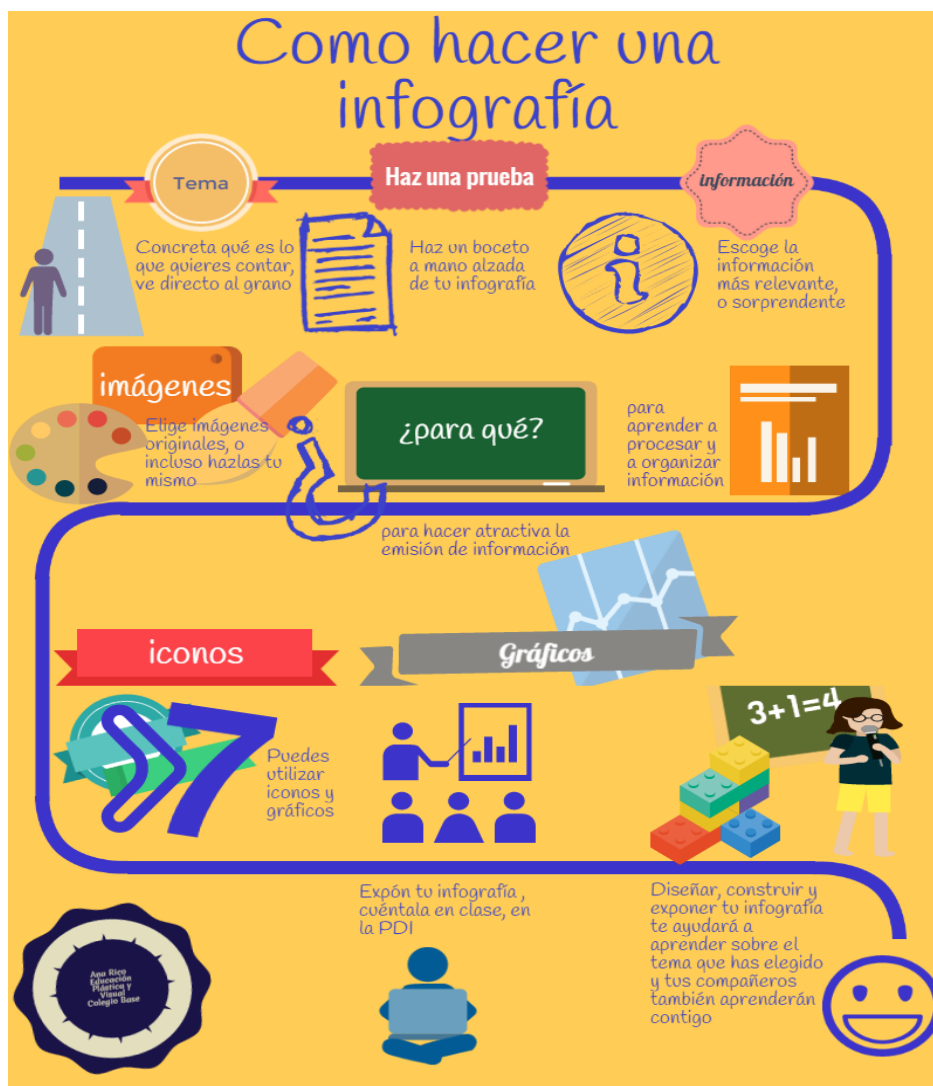 Como hacer una
infografía
Tema
Haz una prueba
información
Concreta qué es lo
que quieres contar,
ve directo al grano
Haz un boceto
a mano alzada
de tu infografía
Escoge la
información
más relevante,
o sorprendente
imágenes
Elige imágenes
originales, o
incluso hazlas tu
mismo
¿para qué?
para
aprender a
procesar y
a organizar
información
para hacer atractiva la
emisión de información
iconos
Gráficos
7
Puedes
utilizar
iconos y
gráficos
3+1=4
Expón tu infografía ,
cuéntala en clase, en
la PDI
Diseñar, construir y
exponer tu infografía
te ayudará a
aprender sobre el
tema que has elegido
y tus compañeros
también aprenderán
contigo
Ana Rico
Educación
Plástica y
Visual
Colegio Base